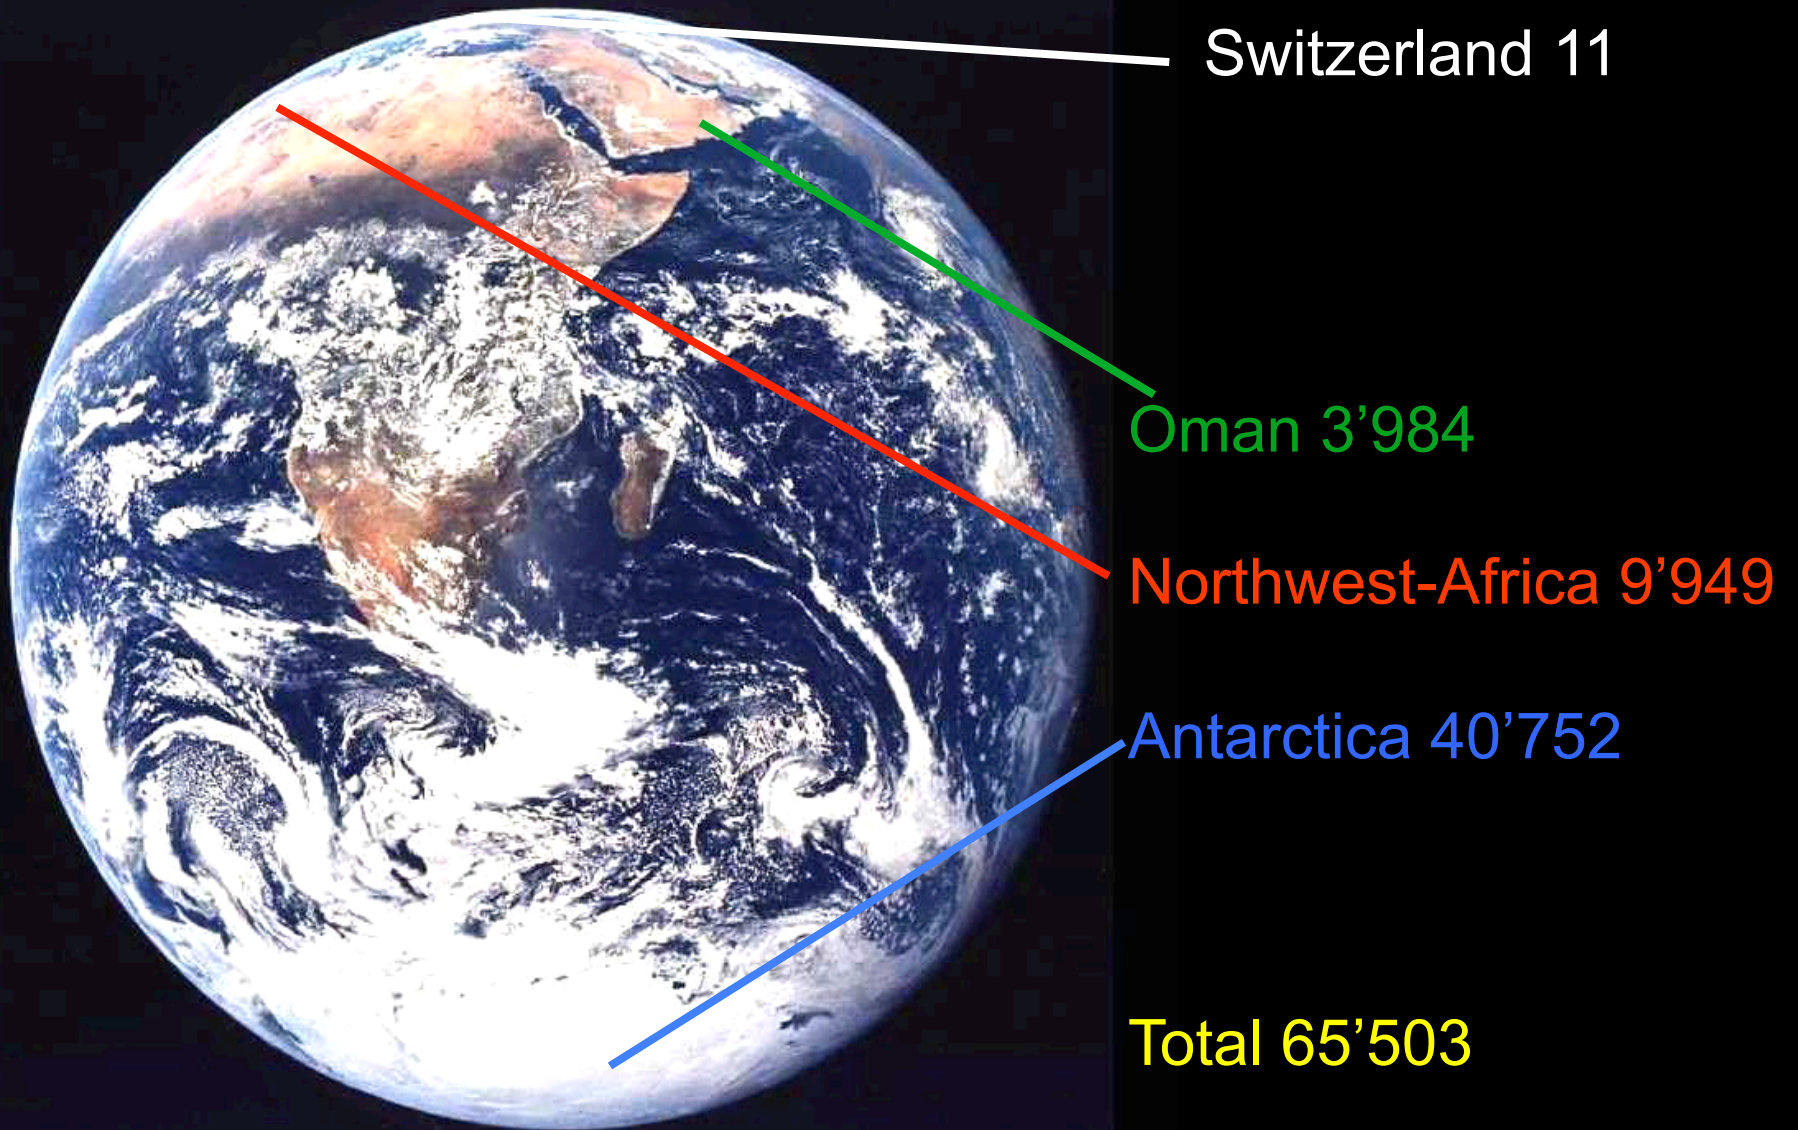 Switzerland 11
Oman 3’984
Northwest-Africa 9’949
Antarctica 40’752
Total 65’503